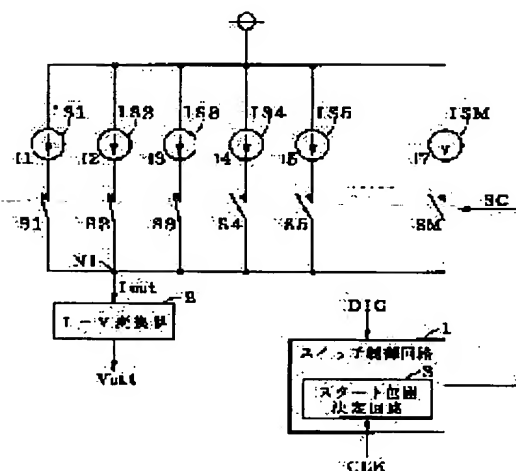 IS1 IS2 IS3 IS4 IS5 ISM
I1 I2 I3 I4 I5 I7
S1 S2 S3 S4 S5 SM SC
N1
Iout
2
I-V変換器
Vout
DIG
1
スイッチ制御回路
3
スタート位置
決定回路
CLK